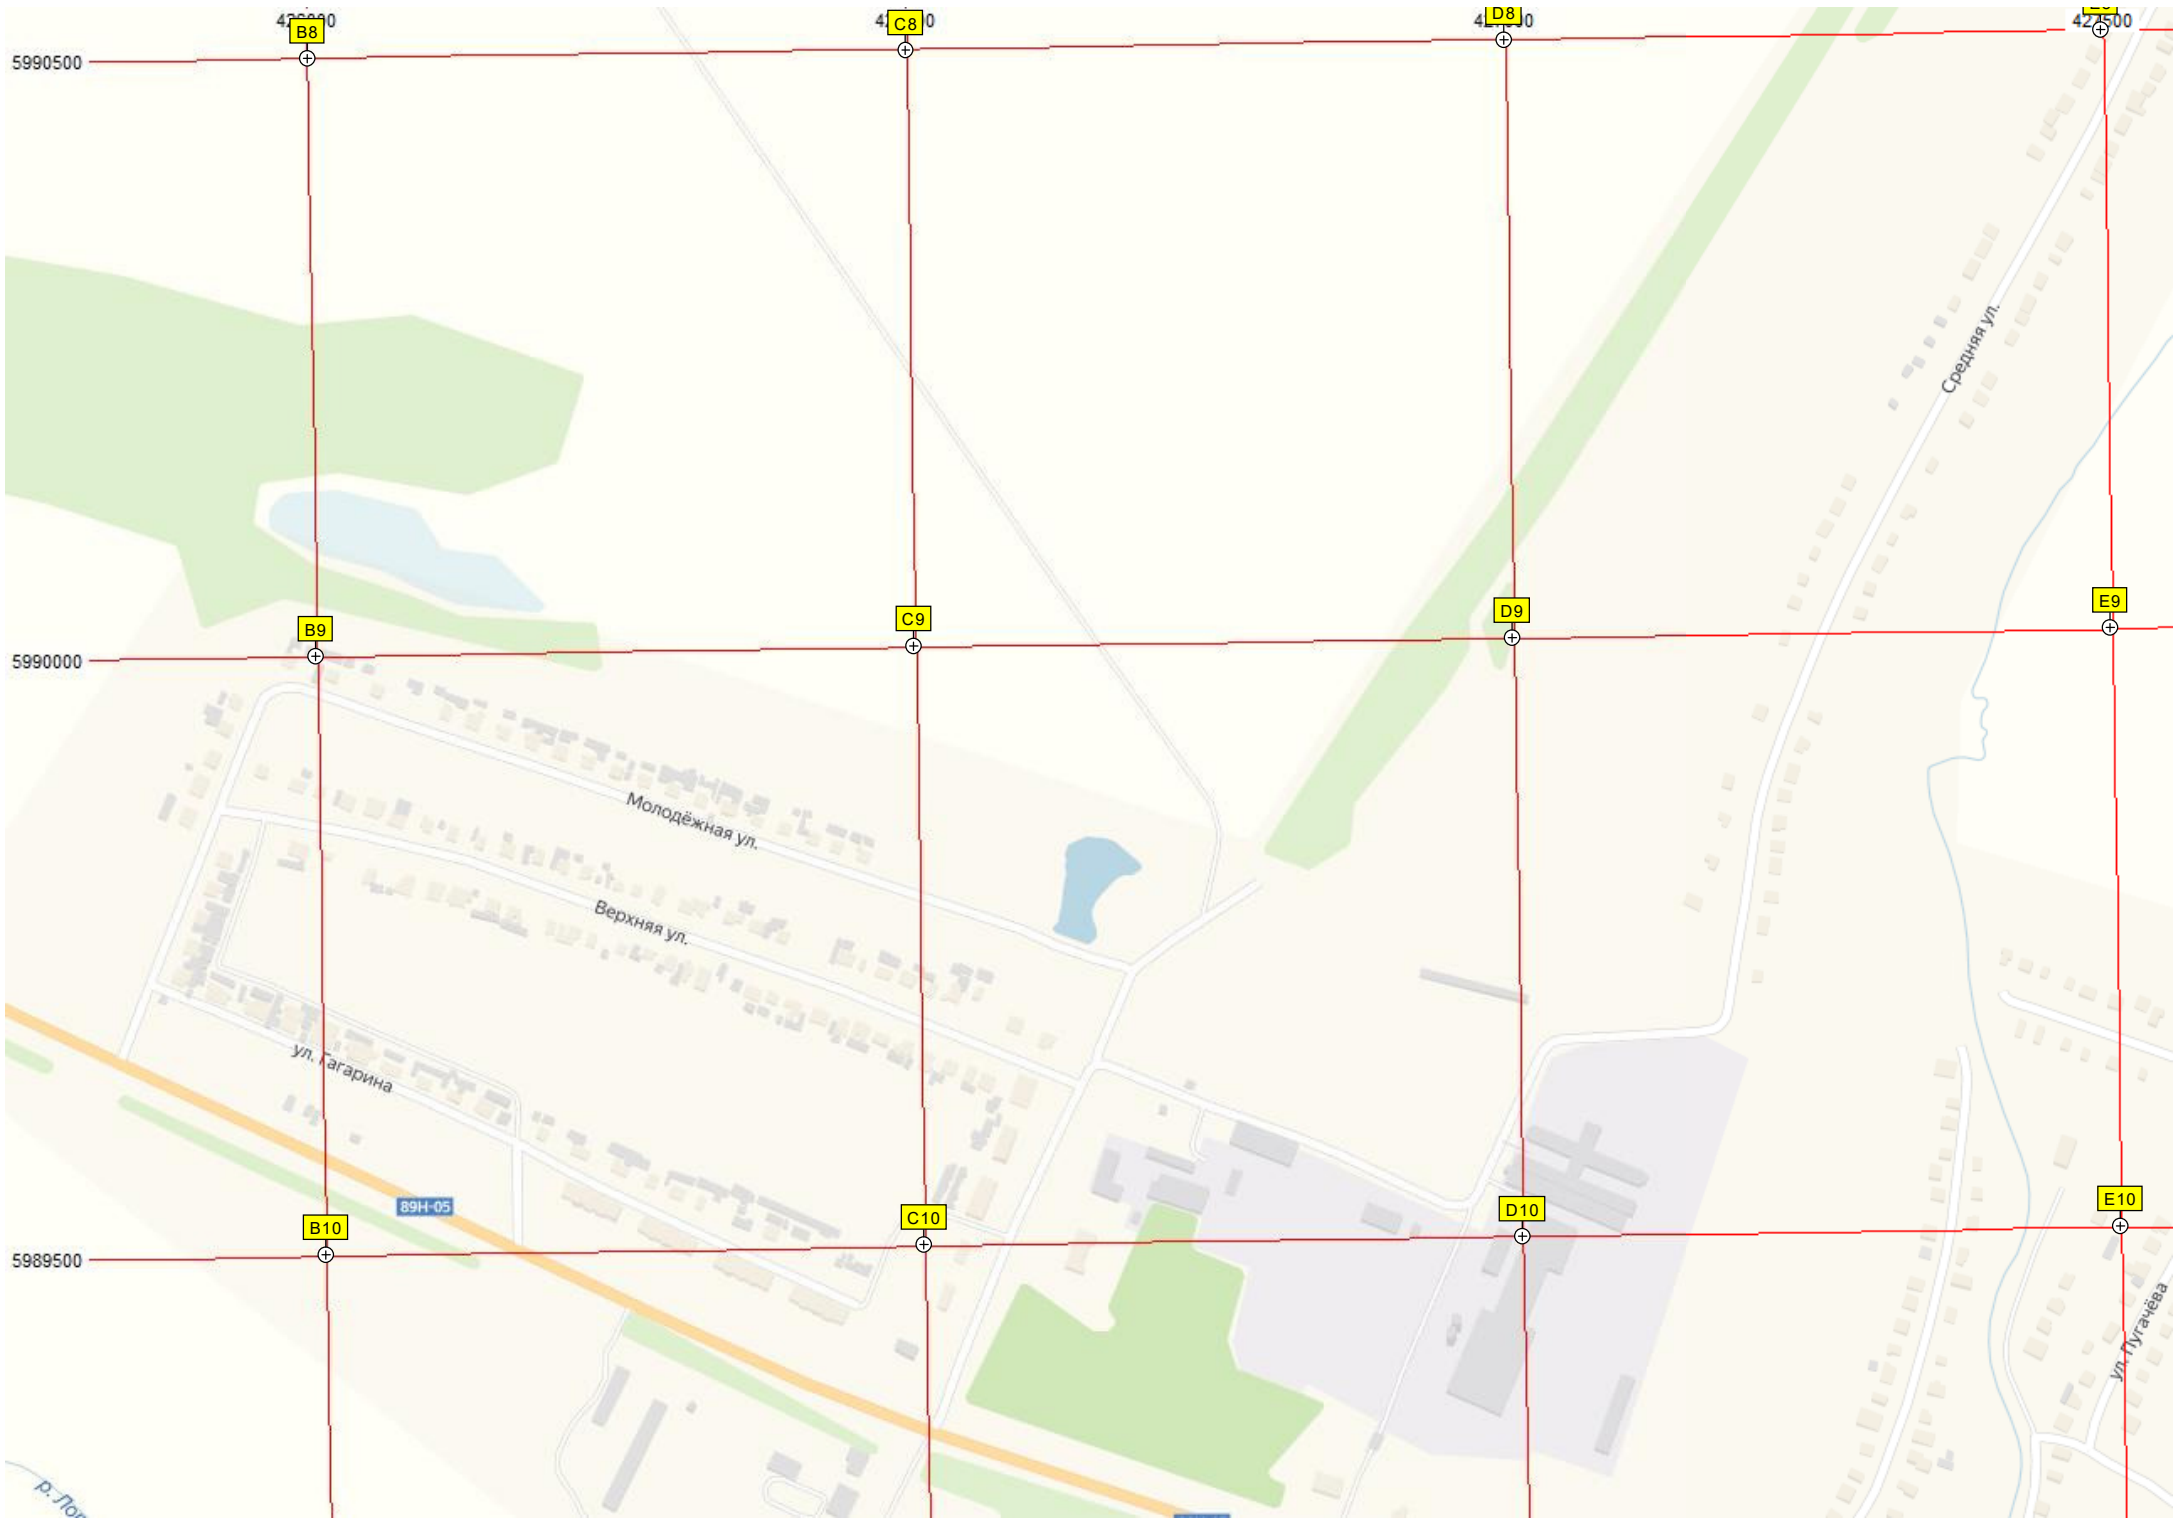 B8
C8
D8
5990500
Средняя ул.
B9
C9
D9
E9
5990000
Молодёжная ул.
Верхняя ул.
ул. Гагарина
89Н-05
B10
C10
D10
E10
5989500
ул. Пугачёва